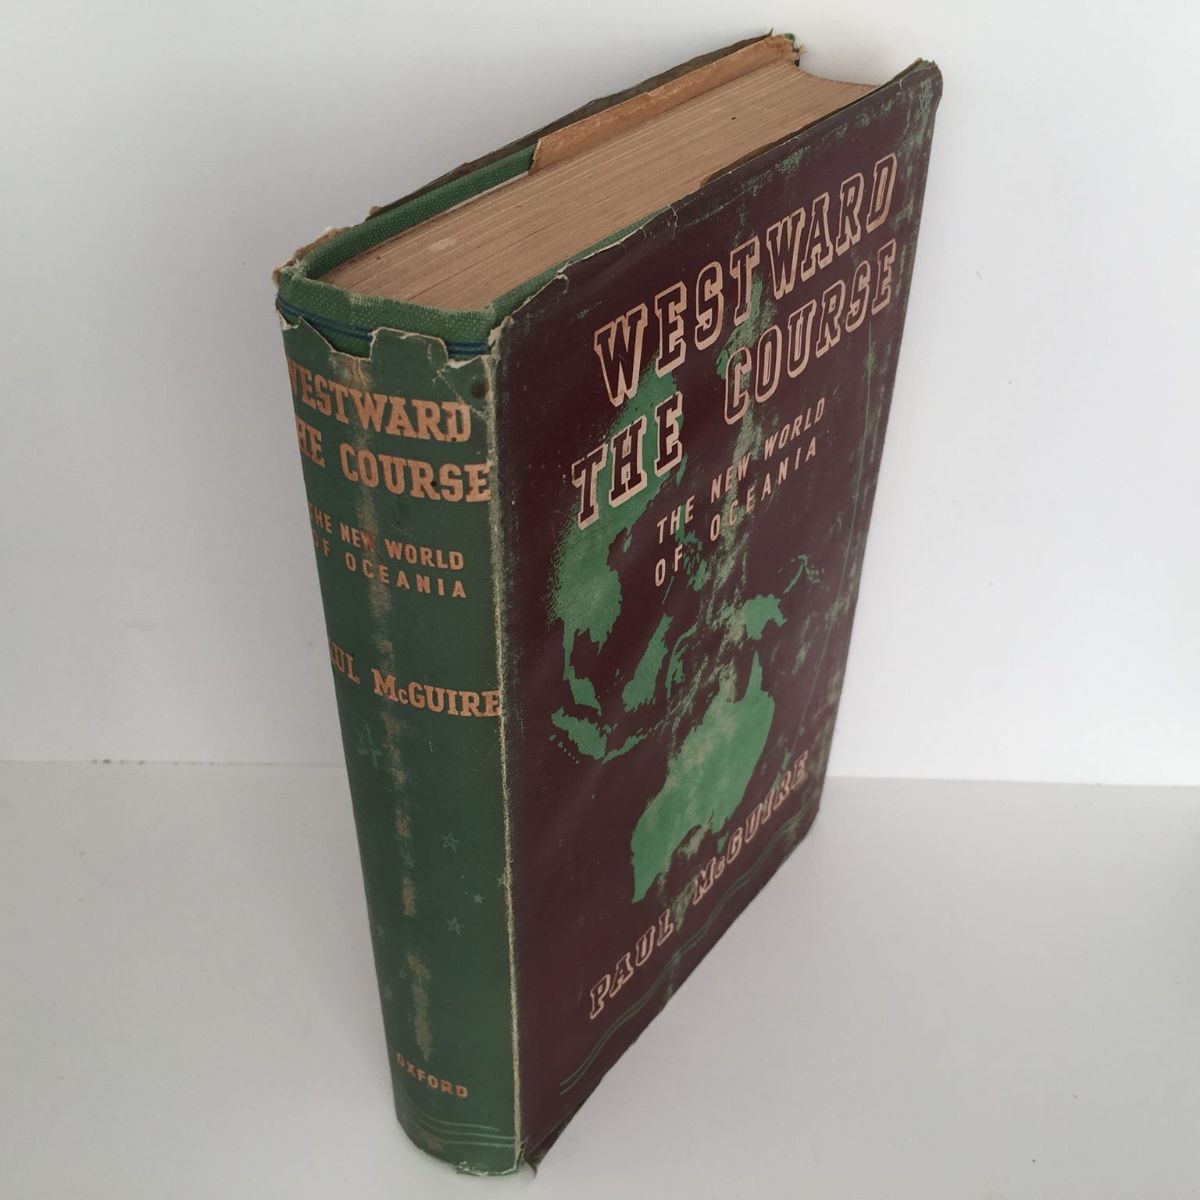 WESTWARD
THE COURSE
THE NEW WORLD
OF OCEANIA
PAUL McGUIRE
OXFORD
WESTWARD
THE COURSE
THE NEW WORLD
OF OCEANIA
PAUL McGUIRE